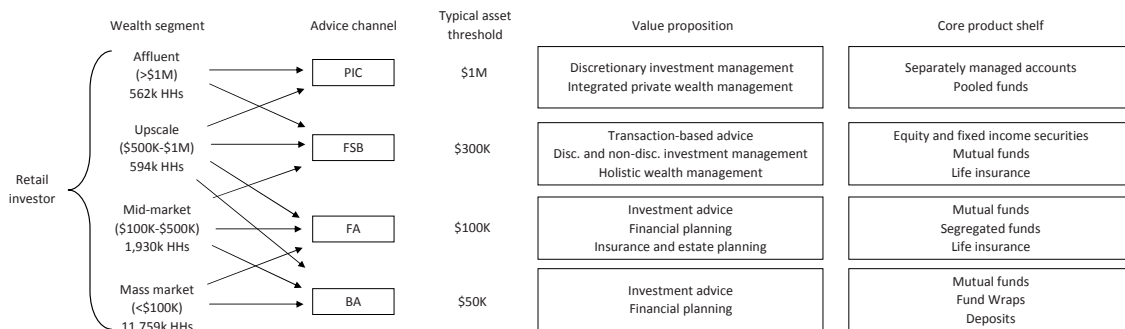 Wealth segment
Advice channel
Typical asset
threshold
Value proposition
Core product shelf
Retail
investor
Affluent
(>$1M)
562k HHs
PIC
$1M
Discretionary investment management
Integrated private wealth management
Separately managed accounts
Pooled funds
Upscale
($500K-$1M)
594k HHs
FSB
$300K
Transaction-based advice
Disc. and non-disc. investment management
Holistic wealth management
Equity and fixed income securities
Mutual funds
Life insurance
Mid-market
($100K-$500K)
1,930k HHs
FA
$100K
Investment advice
Financial planning
Insurance and estate planning
Mutual funds
Segregated funds
Life insurance
Mass market
(<$100K)
11,759k HHs
BA
$50K
Investment advice
Financial planning
Mutual funds
Fund Wraps
Deposits